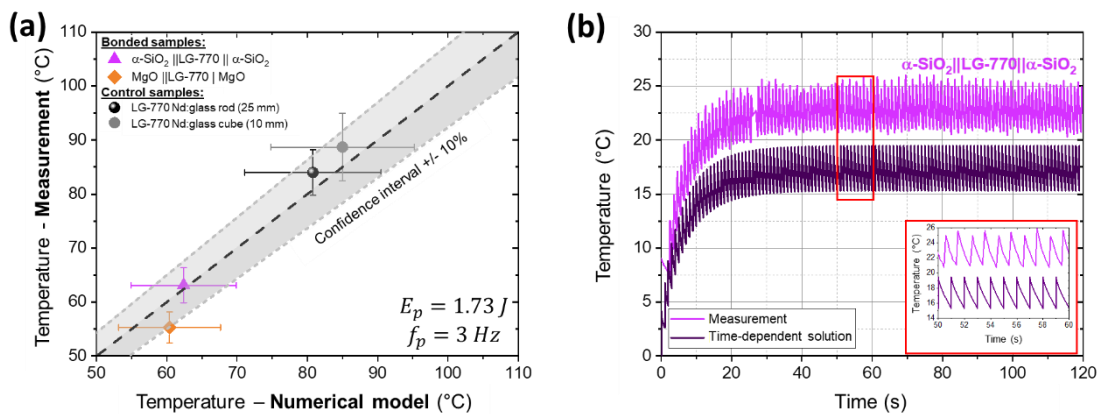 (a)
Temperature - Measurement (°C)
110
100
90
80
70
60
50
Bonded samples:
α-SiO2 ||LG-770 || α-SiO2
MgO ||LG-770 | MgO
Control samples:
LG-770 Nd:glass rod (25 mm)
LG-770 Nd:glass cube (10 mm)
Confidence interval +/- 10%
Ep = 1.73 J
fp = 3 Hz
50 60 70 80 90 100 110
Temperature – Numerical model (°C)
(b)
Temperature (°C)
30
25
20
15
10
5
0
α-SiO2||LG-770||α-SiO2
Measurement
Time-dependent solution
Temperature (°C)
26
24
22
20
18
16
14
50 52 54 56 58 60
Time (s)
0 20 40 60 80 100 120
Time (s)